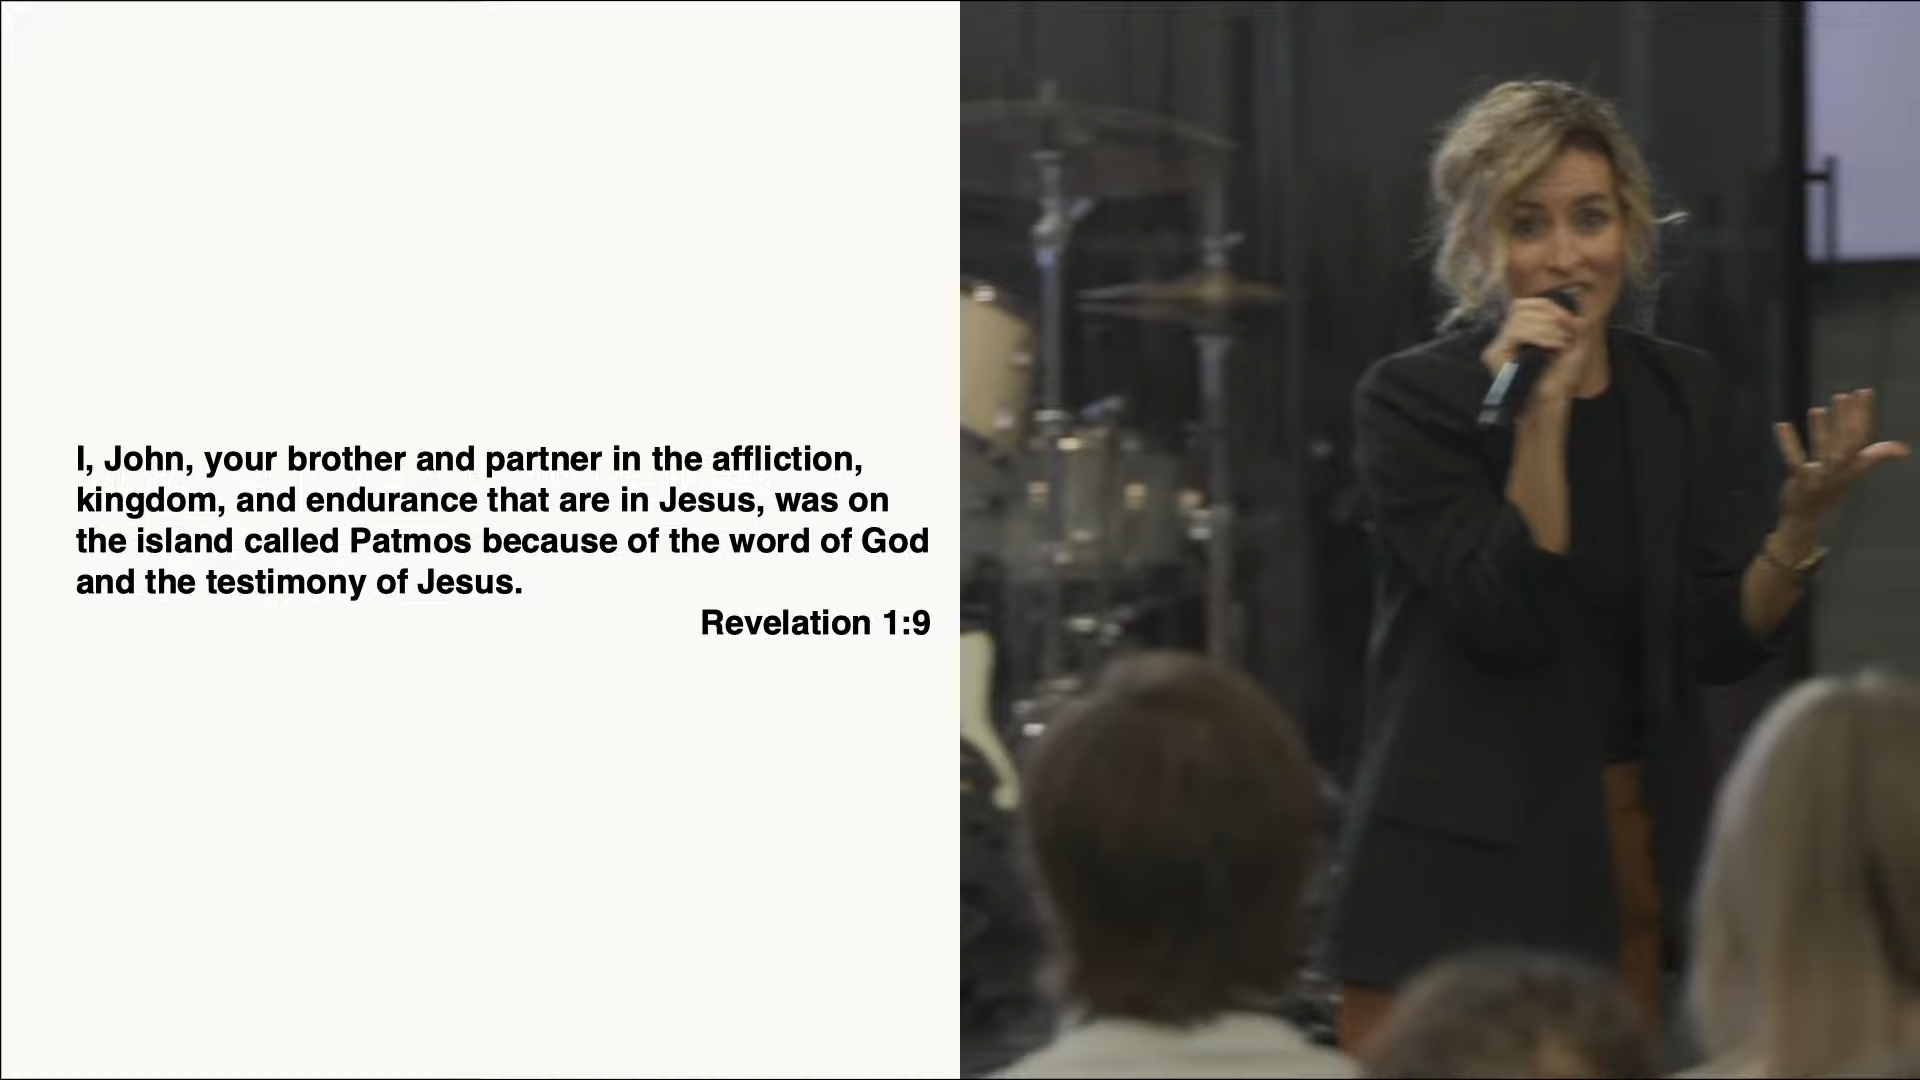 I, John, your brother and partner in the affliction,
kingdom, and endurance that are in Jesus, was on
the island called Patmos because of the word of God
and the testimony of Jesus.
Revelation 1:9